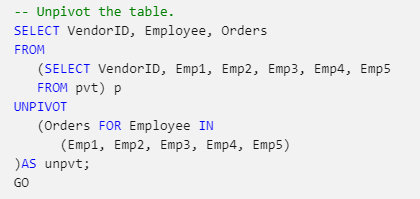 -- Unpivot the table.
SELECT VendorID, Employee, Orders
FROM
   (SELECT VendorID, Emp1, Emp2, Emp3, Emp4, Emp5
   FROM pvt) p
UNPIVOT
   (Orders FOR Employee IN
      (Emp1, Emp2, Emp3, Emp4, Emp5)
)AS unpvt;
GO